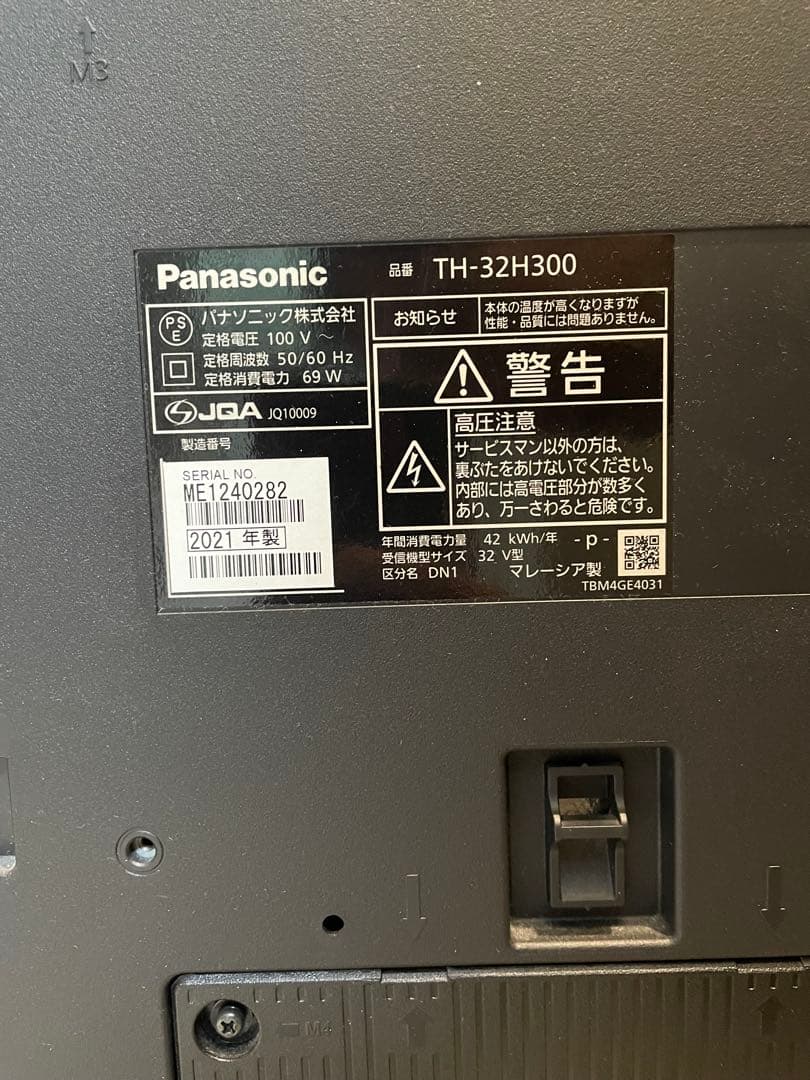 M3
Panasonic
品番 TH-32H300
PS
E
パナソニック株式会社
定格電圧 100 V ～
定格周波数 50/60 Hz
定格消費電力 69 W
JQA JQ10009
製造番号
SERIAL NO.
ME1240282
2021 年製
お知らせ
本体の温度が高くなりますが
性能・品質には問題ありません。
警告
高圧注意
サービスマン以外の方は、
裏ぶたをあけないでください。
内部には高電圧部分が数多く
あり、万一さわると危険です。
年間消費電力量 42 kWh/年 -p-
受信機型サイズ 32 V型
区分名 DN1 マレーシア製
TBM4GE4031
M4